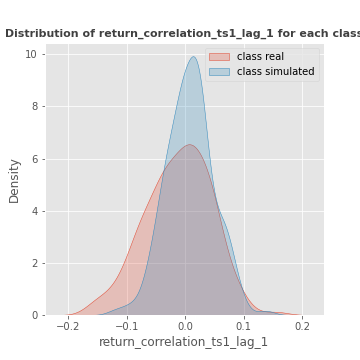 Distribution of return_correlation_ts1_lag_1 for each class
class real
class simulated
10
8
6
4
2
0
Density
−0.2 −0.1 0.0 0.1 0.2
return_correlation_ts1_lag_1